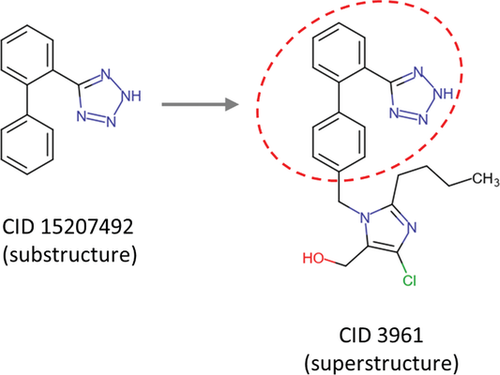 N
N
NH
N
N
N
NH
N
N
CH3
N
N
HO
Cl
CID 15207492
(substructure)
CID 3961
(superstructure)